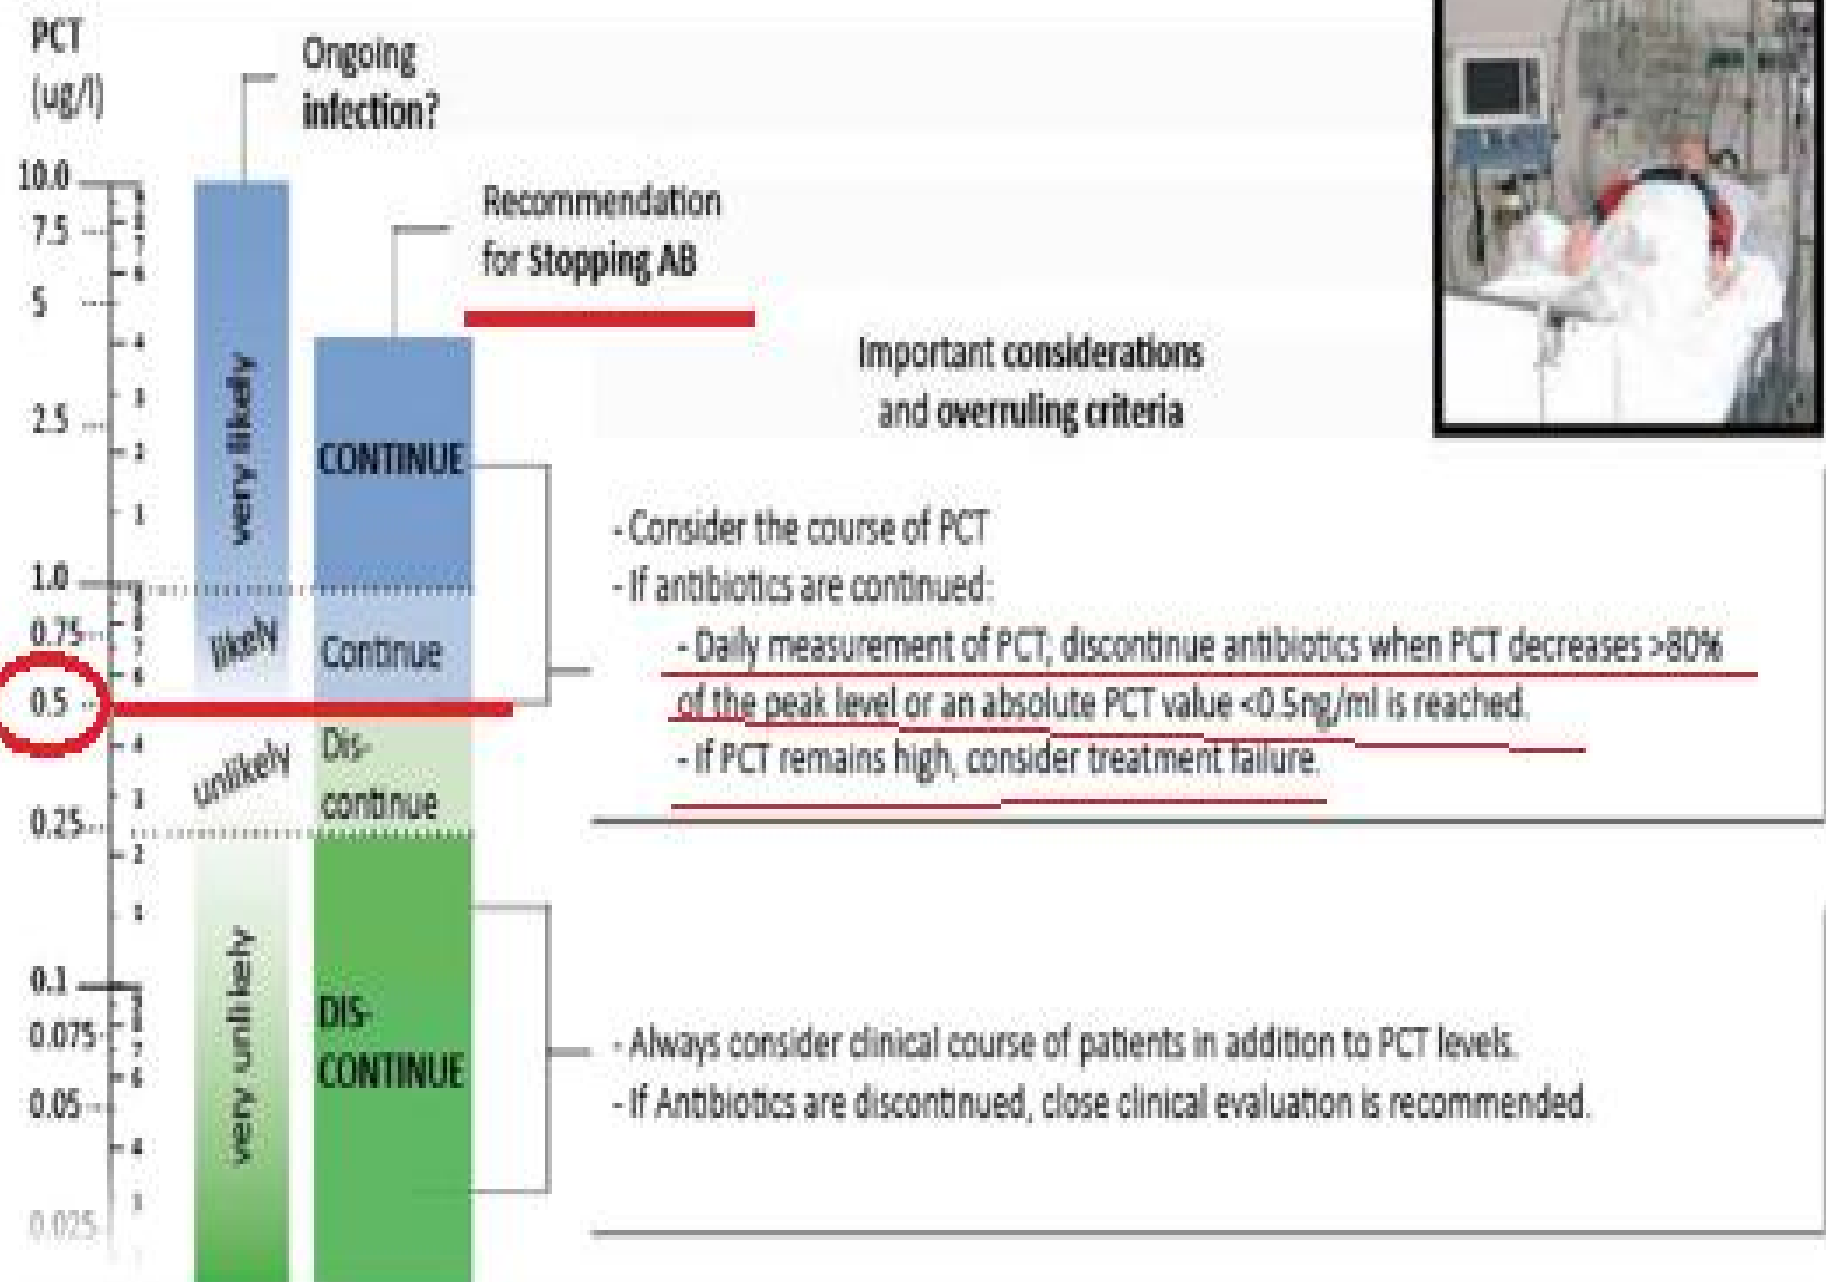 PCT
(ug/l)
Ongoing
infection?
10.0
7.5
5
2.5
1.0
0.75
0.5
0.25
0.1
0.075
0.05
0.025
very likely
likely
unlikely
very unlikely
Recommendation
for Stopping AB
CONTINUE
Continue
Dis-
continue
DIS-
CONTINUE
Important considerations
and overruling criteria
- Consider the course of PCT
- If antibiotics are continued:
- Daily measurement of PCT; discontinue antibiotics when PCT decreases >80%
of the peak level or an absolute PCT value <0.5ng/ml is reached.
- If PCT remains high, consider treatment failure.
- Always consider clinical course of patients in addition to PCT levels.
- If Antibiotics are discontinued, close clinical evaluation is recommended.